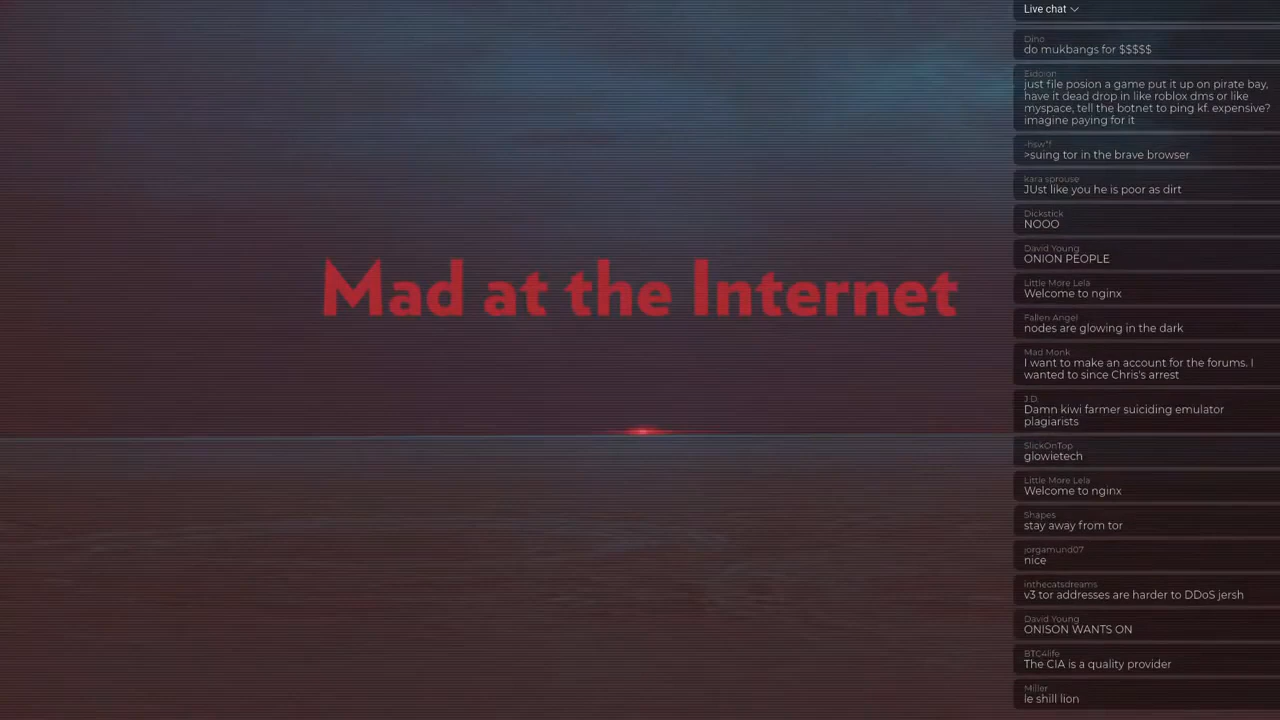 Live chat
Dino
do mukbangs for $$$$$
Eidolon
just file posion a game put it up on pirate bay,
have it dead drop in like roblox dms or like
myspace, tell the botnet to ping kf. expensive?
imagine paying for it
>suing tor in the brave browser
kara sprouse
JUst like you he is poor as dirt
Dickstick
NOOO
David Young
ONION PEOPLE
Little More Lela
Welcome to nginx
Fallen Angel
nodes are glowing in the dark
Mad Monk
I want to make an account for the forums. I
wanted to since Chris's arrest
J D
Damn kiwi farmer suiciding emulator
plagiarists
SlickOnTop
glowietech
Little More Lela
Welcome to nginx
Shapes
stay away from tor
jorgamund07
nice
inthecatsdreams
v3 tor addresses are harder to DDoS jersh
David Young
ONISON WANTS ON
BTC4life
The CIA is a quality provider
Miller
le shill lion
Mad at the Internet